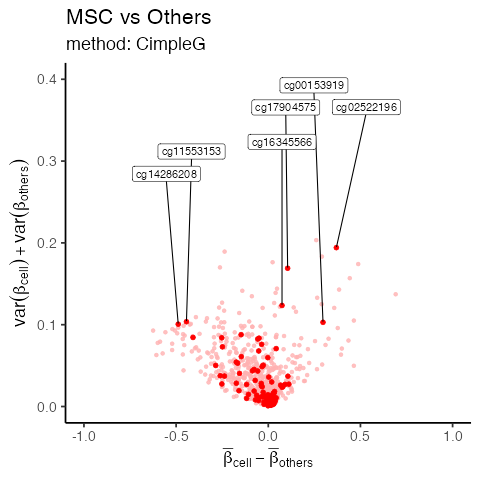 MSC vs Others
method: CimpleG
var(βcell) + var(βothers)
0.4
0.3
0.2
0.1
0.0
cg00153919
cg17904575
cg02522196
cg16345566
cg11553153
cg14286208
-1.0 -0.5 0.0 0.5 1.0
β̅cell − β̅others